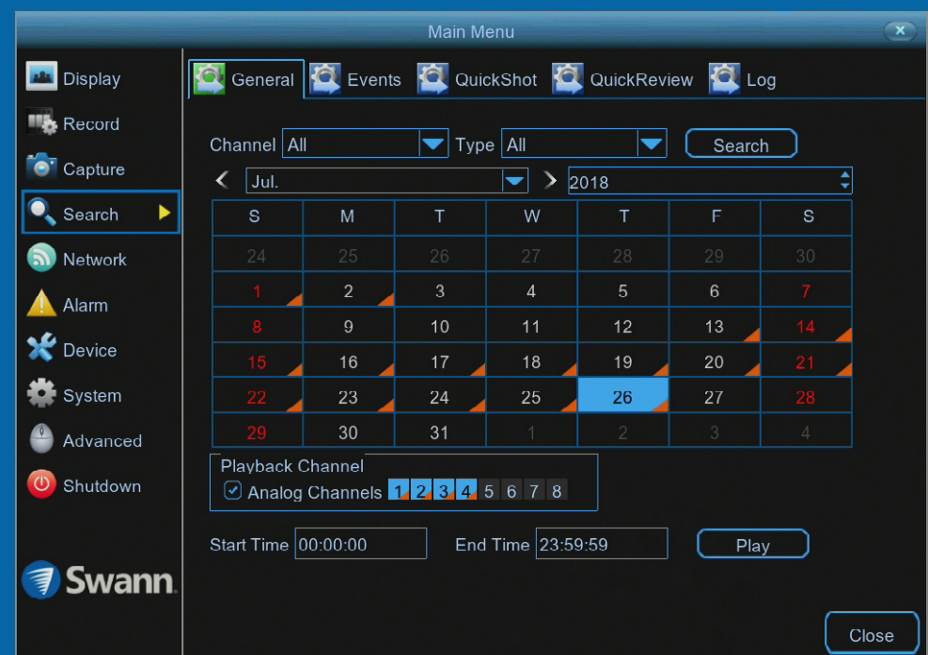 Main Menu
Display
Record
Capture
Search
Network
Alarm
Device
System
Advanced
Shutdown
Swann
General Events QuickShot QuickReview Log
Channel All Type All Search
Jul. 2018
S M T W T F S
24 25 26 27 28 29 30
1 2 3 4 5 6 7
8 9 10 11 12 13 14
15 16 17 18 19 20 21
22 23 24 25 26 27 28
29 30 31 1 2 3 4
Playback Channel
Analog Channels 1 2 3 4 5 6 7 8
Start Time 00:00:00 End Time 23:59:59 Play
Close